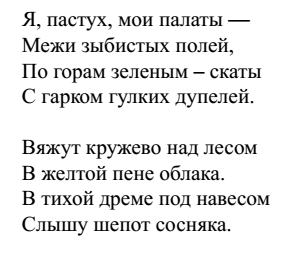 Я, пастух, мои палаты —
Межи зыбистых полей,
По горам зеленым – скаты
С гарком гулких дупелей.

Вяжут кружево над лесом
В желтой пене облака.
В тихой дреме под навесом
Слышу шепот сосняка.